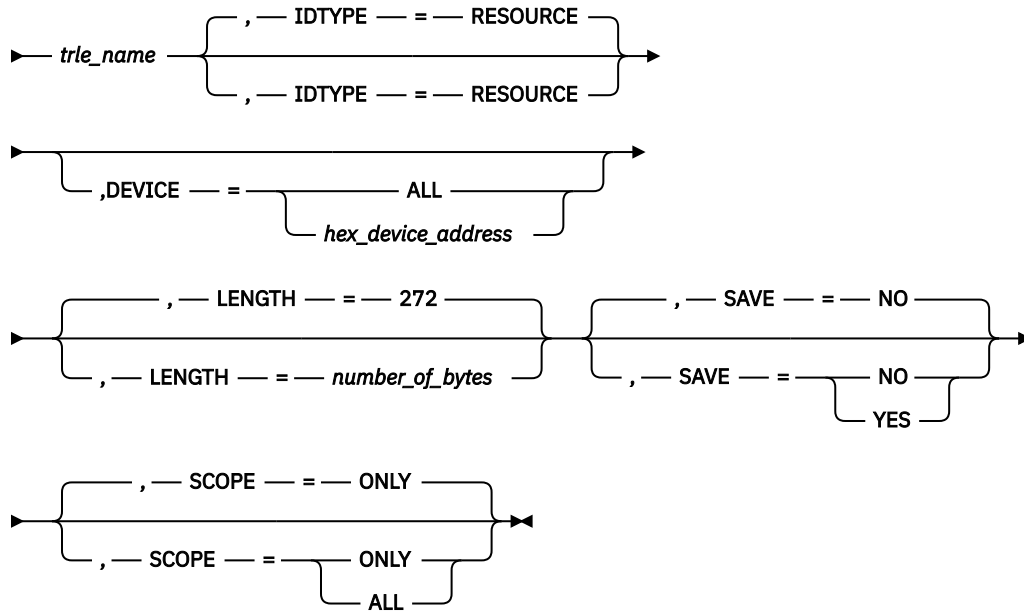 , IDTYPE = RESOURCE
trle_name
, IDTYPE = RESOURCE
,DEVICE = ALL
hex_device_address
, LENGTH = 272 , SAVE = NO
, LENGTH = number_of_bytes , SAVE = NO
YES
, SCOPE = ONLY
, SCOPE = ONLY
ALL